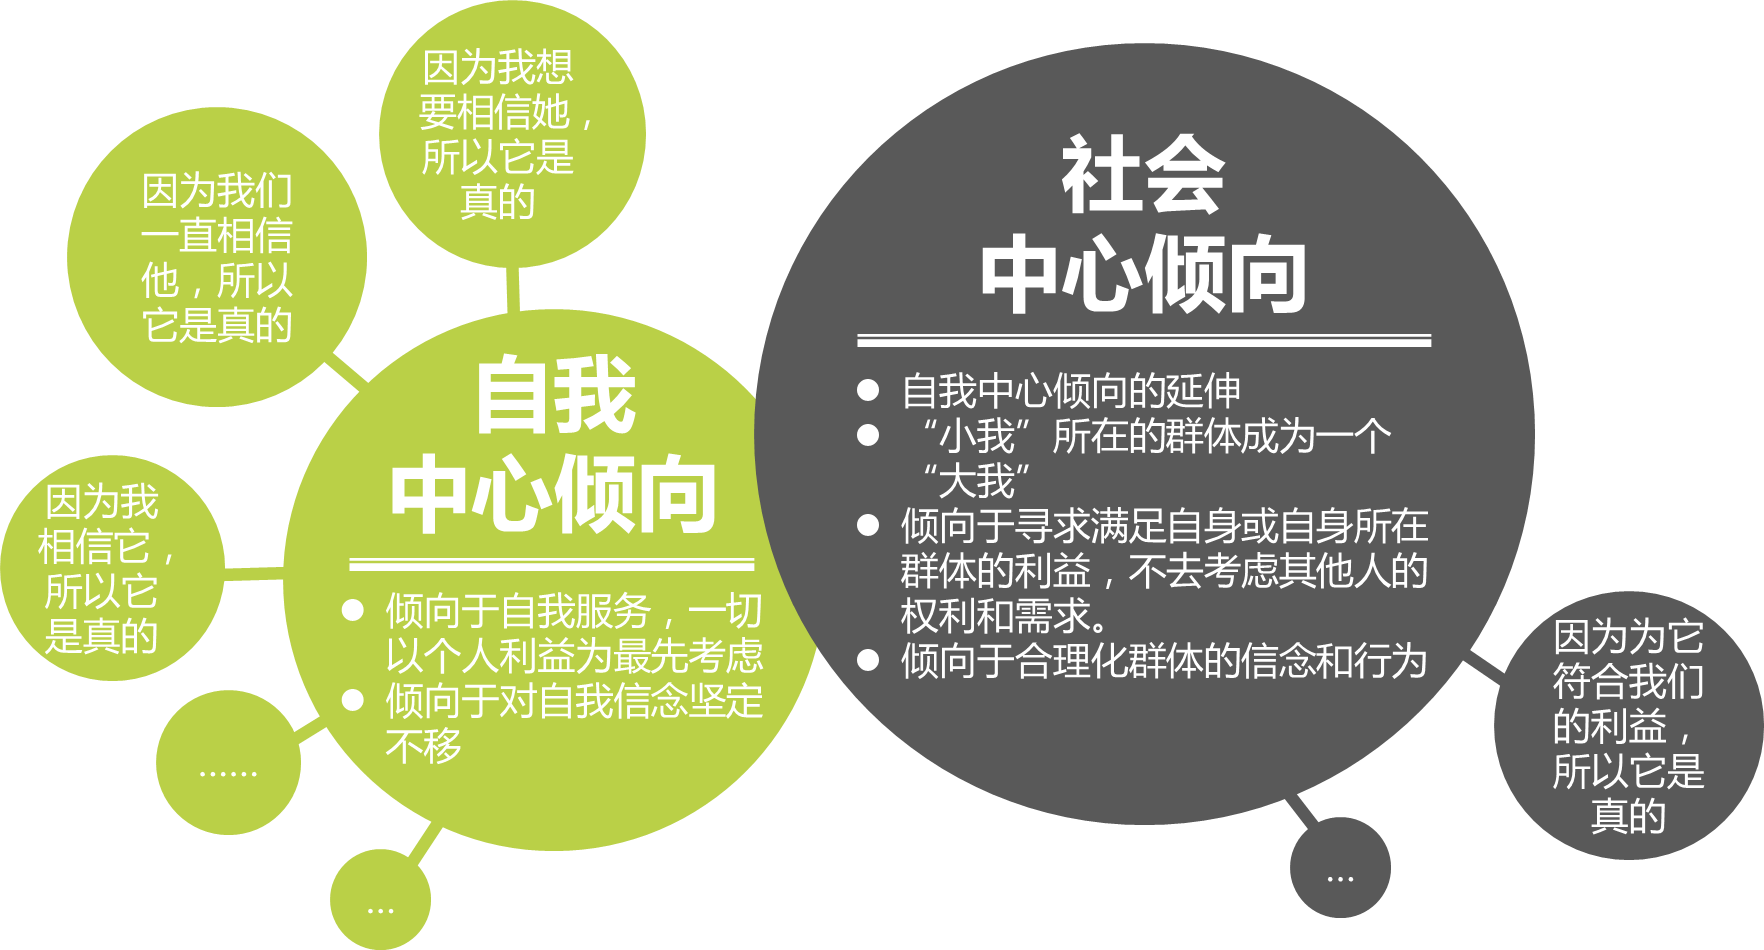 因为我想
要相信她，
所以它是
真的
因为我们
一直相信
他，所以
它是真的
因为我
相信它，
所以它
是真的
……
…
自我
中心倾向
● 倾向于自我服务，一切
以个人利益为最先考虑
● 倾向于对自我信念坚定
不移
社会
中心倾向
● 自我中心倾向的延伸
● “小我”所在的群体成为一个
“大我”
● 倾向于寻求满足自身或自身所在
群体的利益，不去考虑其他人的
权利和需求。
● 倾向于合理化群体的信念和行为
因为为它
符合我们
的利益，
所以它是
真的
…